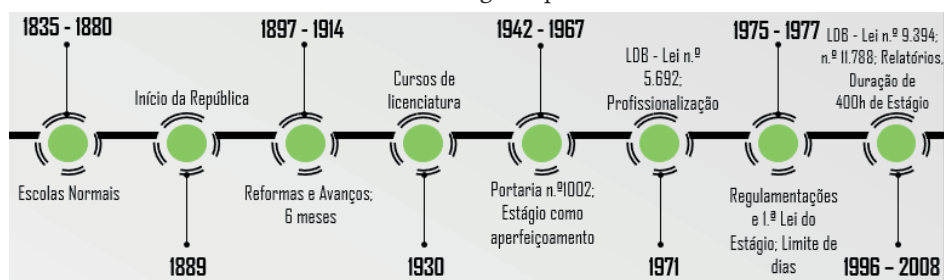 1835 - 1880
Escolas Normais
Início da República
1889
1897 - 1914
Reformas e Avanços;
6 meses
Cursos de
licenciatura
1930
1942 - 1967
Portaria n.º1002;
Estágio como
aperfeiçoamento
LDB - Lei n.º
5.692;
Profissionalização
1971
1975 - 1977
Regulamentações
e 1.ª Lei do
Estágio; Limite de
dias
LDB - Lei n.º 9.394;
n.º 11.788; Relatórios,
Duração de
400h de Estágio
1996 - 2008